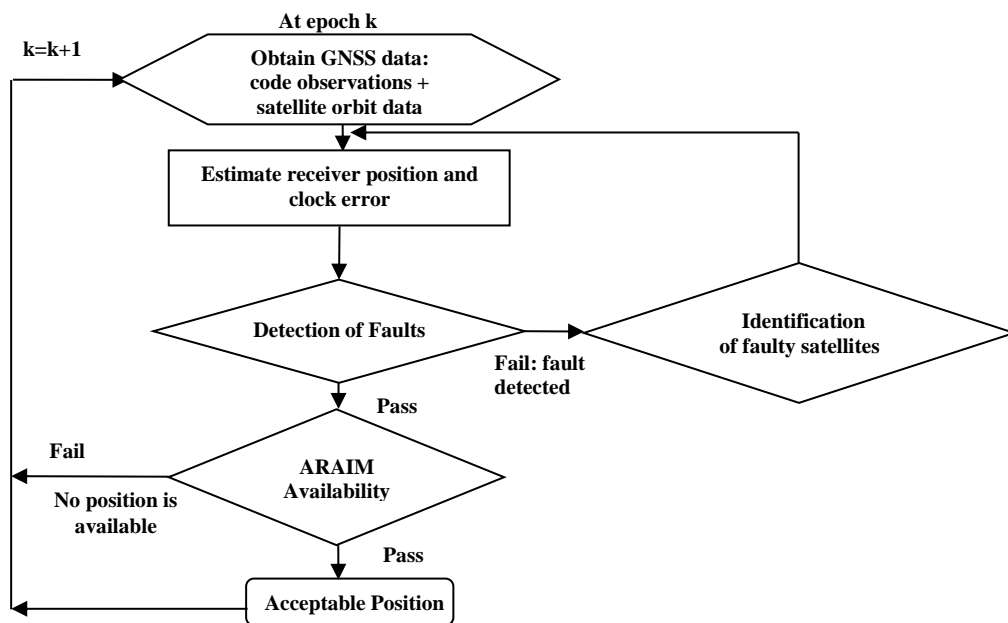 At epoch k
k=k+1
Obtain GNSS data:
code observations +
satellite orbit data
Estimate receiver position and
clock error
Detection of Faults
Identification
of faulty satellites
Fail: fault
detected
Pass
Fail
ARAIM
Availability
No position is
available
Pass
Acceptable Position